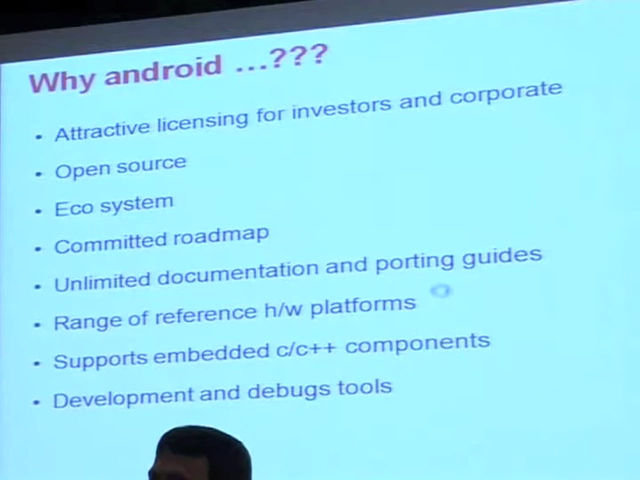 Why android ...???
• Attractive licensing for investors and corporate
• Open source
• Eco system
• Committed roadmap
• Unlimited documentation and porting guides
• Range of reference h/w platforms
• Supports embedded c/c++ components
• Development and debugs tools